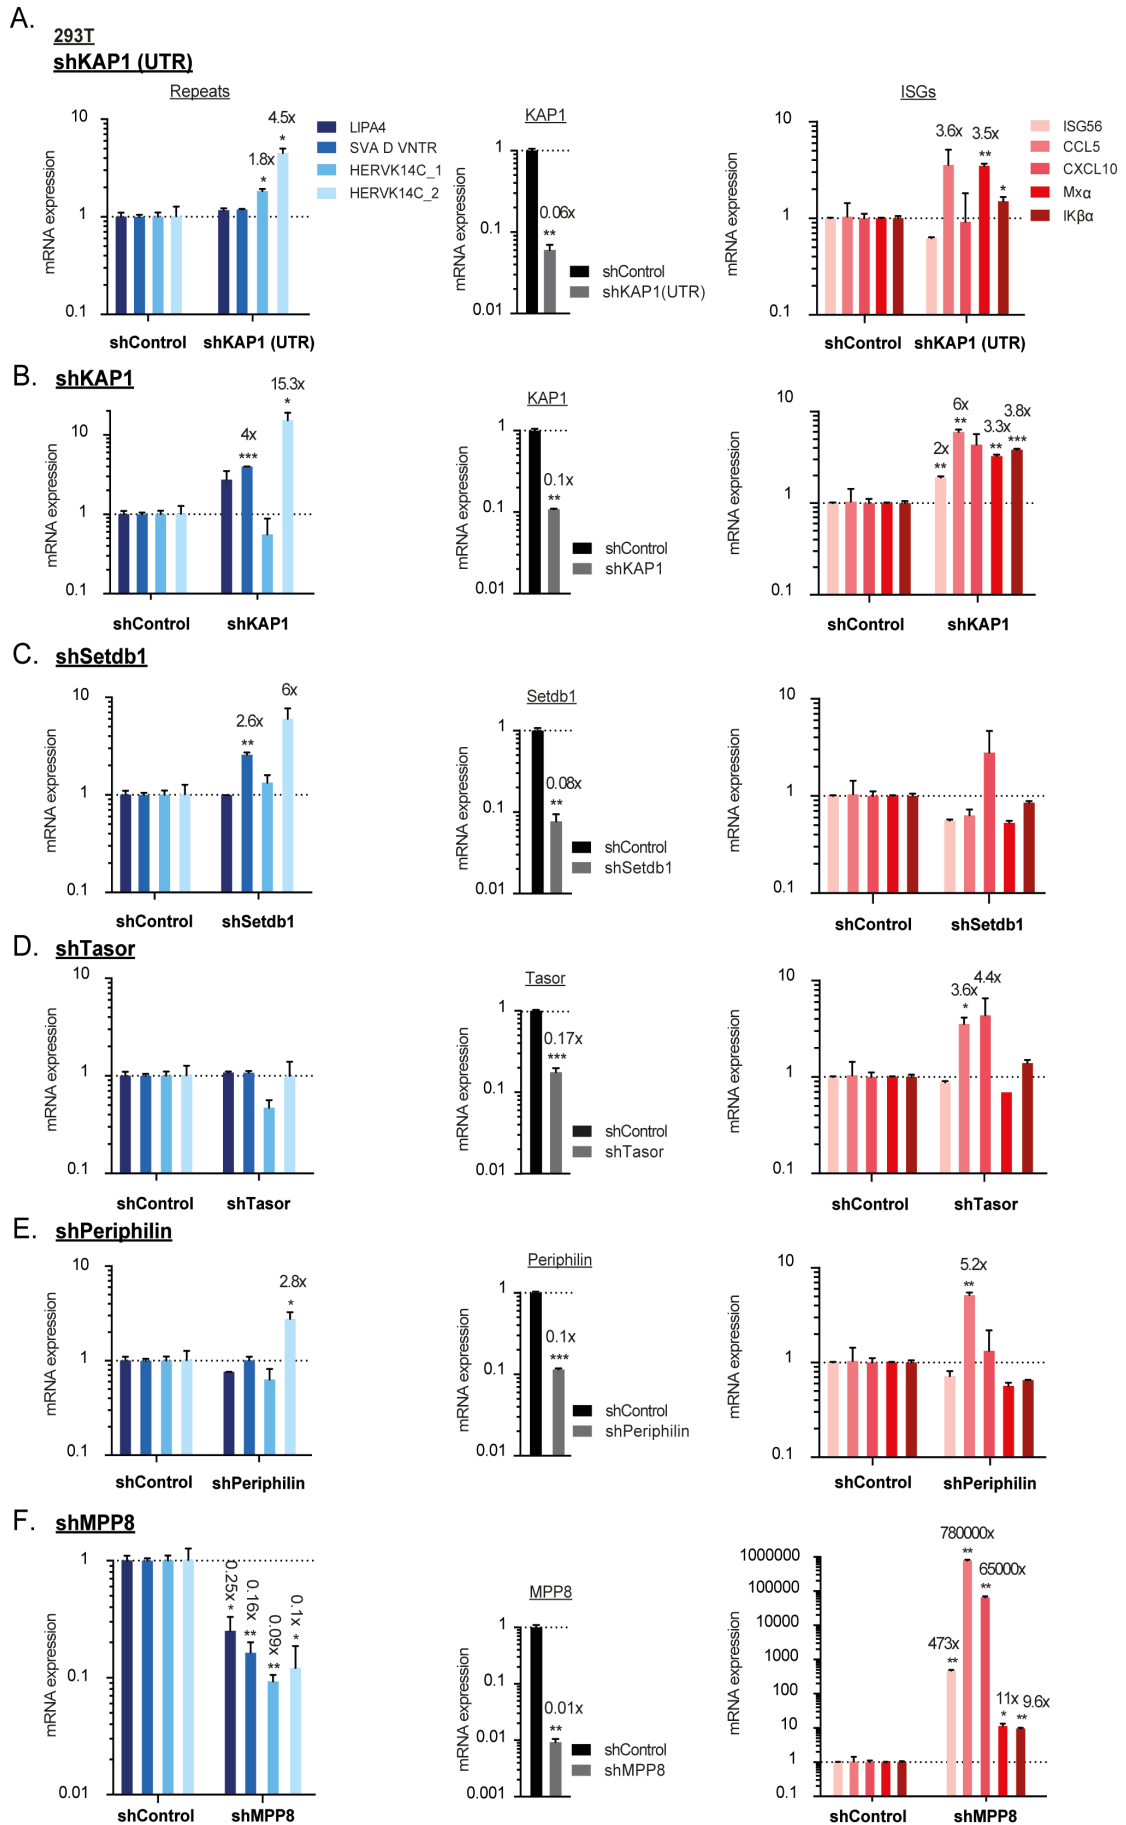 A.
293T
shKAP1 (UTR)
Repeats
KAP1
ISGs
mRNA expression
10
1
0.1
1.8x
*
4.5x
*
shControl
shKAP1 (UTR)
LIPA4
SVA D VNTR
HERVK14C_1
HERVK14C_2
mRNA expression
1
0.1
0.01
0.06x
**
shControl
shKAP1(UTR)
mRNA expression
10
1
0.1
3.6x
3.5x
**
*
shControl
shKAP1 (UTR)
ISG56
CCL5
CXCL10
Mxα
IKβα
B.
shKAP1
mRNA expression
10
1
0.1
4x
***
15.3x
*
shControl
shKAP1
KAP1
mRNA expression
1
0.1
0.01
0.1x
**
shControl
shKAP1
mRNA expression
10
1
0.1
2x
**
6x
**
3.3x
**
3.8x
***
shControl
shKAP1
C.
shSetdb1
mRNA expression
10
1
0.1
2.6x
**
6x
shControl
shSetdb1
Setdb1
mRNA expression
1
0.1
0.01
0.08x
**
shControl
shSetdb1
mRNA expression
10
1
0.1
shControl
shSetdb1
D.
shTasor
mRNA expression
10
1
0.1
shControl
shTasor
Tasor
mRNA expression
1
0.1
0.01
0.17x
***
shControl
shTasor
mRNA expression
10
1
0.1
3.6x
*
4.4x
shControl
shTasor
E.
shPeriphilin
mRNA expression
10
1
0.1
2.8x
*
shControl
shPeriphilin
Periphilin
mRNA expression
1
0.1
0.01
0.1x
***
shControl
shPeriphilin
mRNA expression
10
1
0.1
5.2x
**
shControl
shPeriphilin
F.
shMPP8
mRNA expression
1
0.1
0.01
0.25x *
0.16x **
0.09x **
0.1x *
shControl
shMPP8
MPP8
mRNA expression
1
0.1
0.01
0.001
0.01x
**
shControl
shMPP8
mRNA expression
1000000
100000
10000
1000
100
10
1
0.1
473x
**
780000x
**
65000x
**
11x
*
9.6x
**
shControl
shMPP8